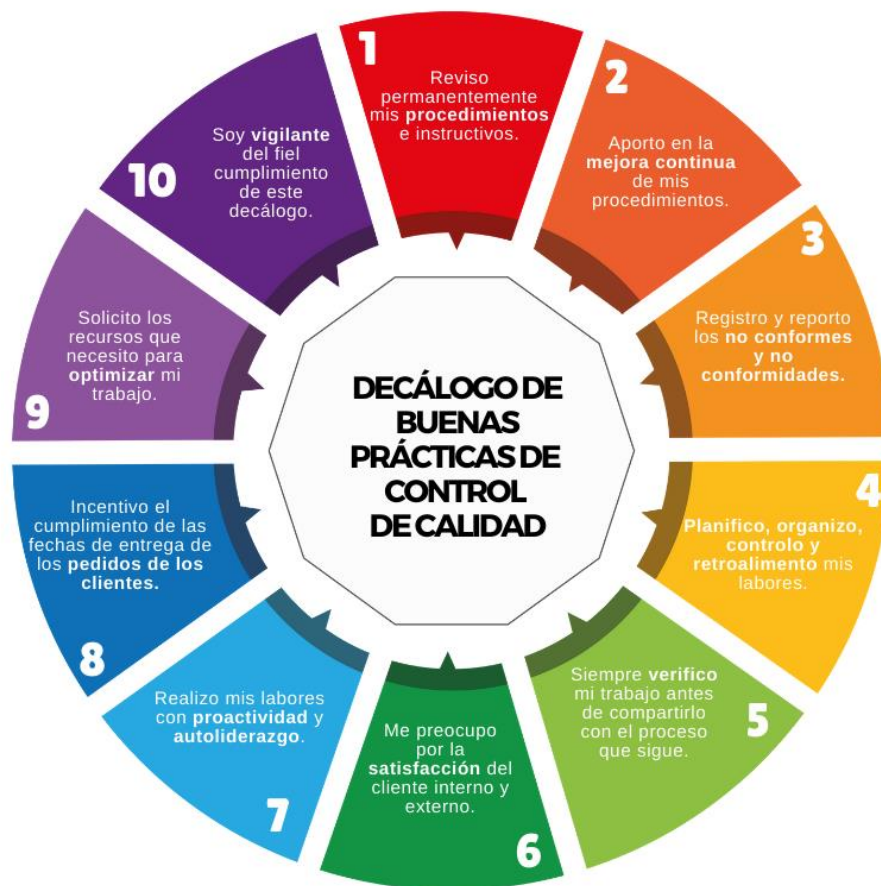 DECÁLOGO DE
BUENAS
PRÁCTICAS DE
CONTROL
DE CALIDAD
1
Reviso
permanentemente
mis procedimientos
e instructivos.
2
Aporto en la
mejora continua
de mis
procedimientos.
3
Registro y reporto
los no conformes
y no
conformidades.
4
Planifico, organizo,
controlo y
retroalimento mis
labores.
5
Siempre verifico
mi trabajo antes
de compartirlo
con el proceso
que sigue.
6
Me preocupo
por la
satisfacción del
cliente interno y
externo.
7
Realizo mis labores
con proactividad y
autoliderazgo.
8
Incentivo el
cumplimiento de las
fechas de entrega de
los pedidos de los
clientes.
9
Solicito los
recursos que
necesito para
optimizar mi
trabajo.
10
Soy vigilante
del fiel
cumplimiento
de este
decálogo.